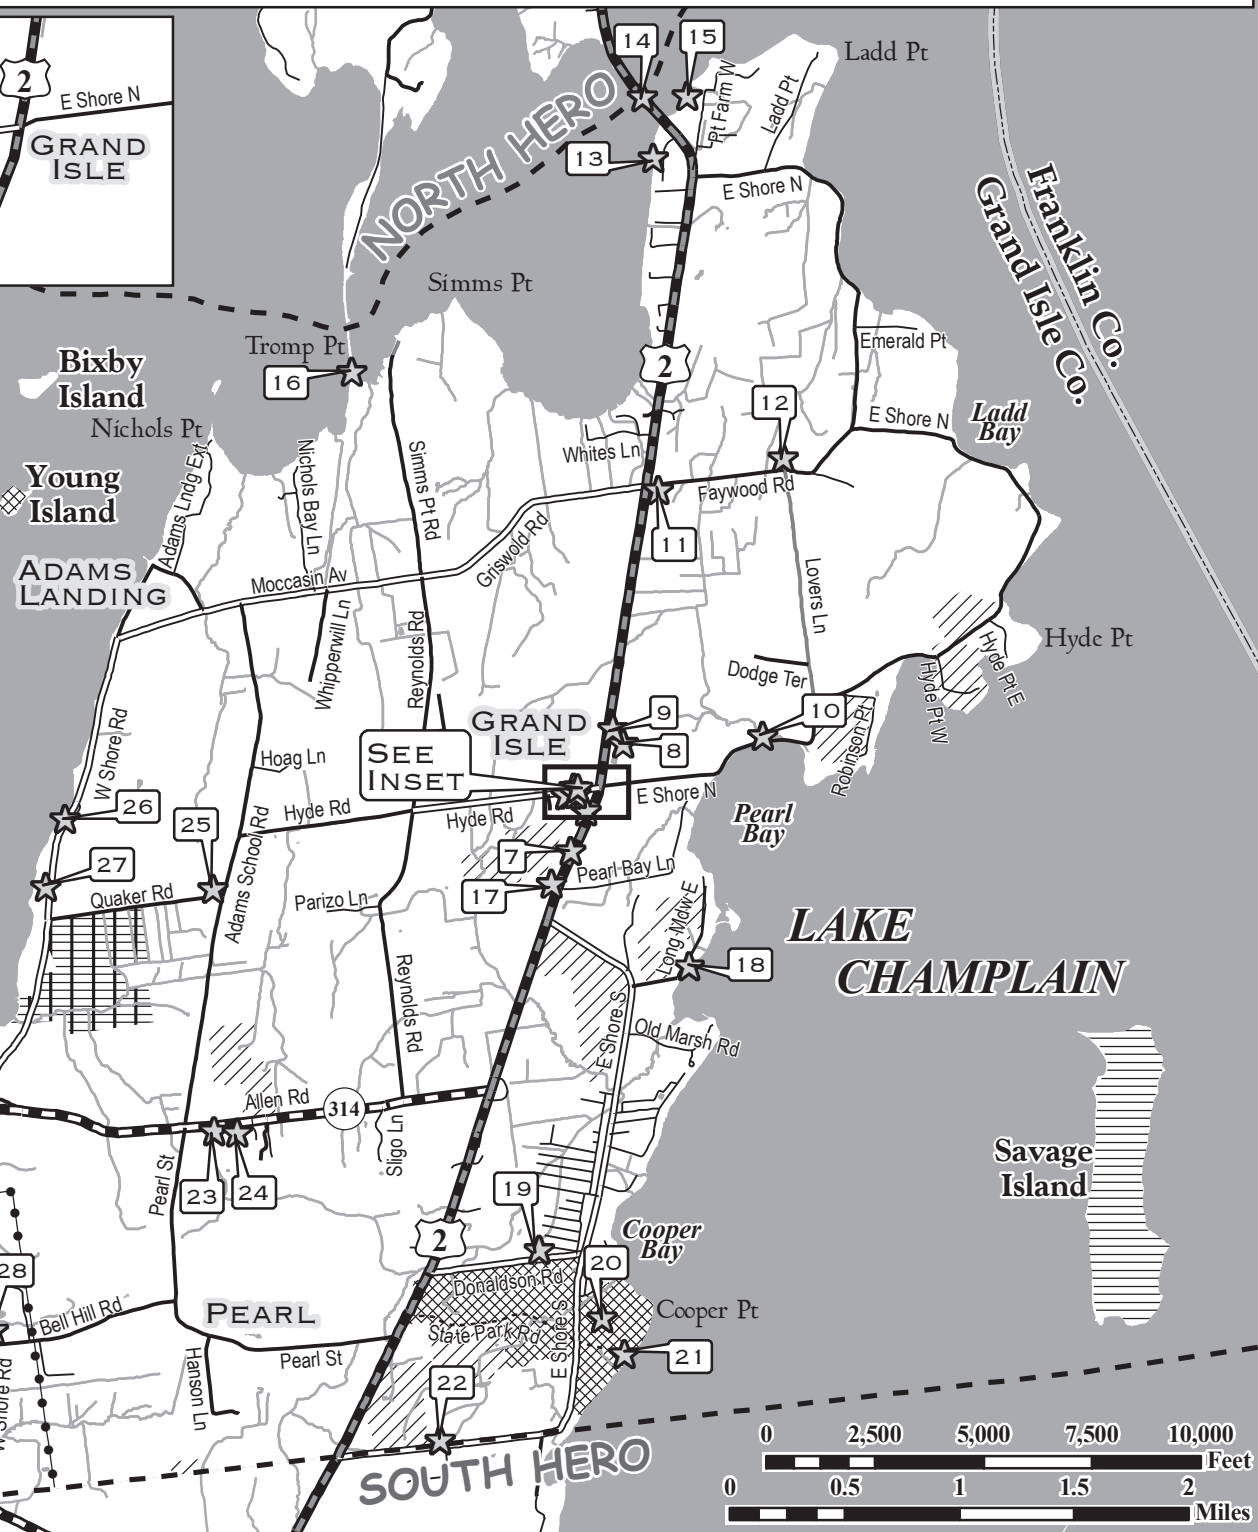 14
15
Ladd Pt
2
E Shore N
GRAND
ISLE
NORTH HERO
Pt Farm W
Ladd Pt
13
E Shore N
Franklin Co.
Grand Isle Co.
Simms Pt
Tromp Pt
Bixby
Island
16
2
Emerald Pt
12
E Shore N
Ladd
Bay
Nichols Pt
Whites Ln
Young
Island
Adams Lndg Ext
Nichols Bay Ln
Simms Pt Rd
Faywood Rd
11
Griswold Rd
ADAMS
LANDING
Moccasin Av
Lovers Ln
Whipperwill Ln
Reynolds Rd
Hyde Pt
Hyde Pt E
Hyde Pt W
Dodge Ter
9
10
GRAND
ISLE
8
SEE
INSET
Robinson Pt
W Shore Rd
Hoag Ln
E Shore N
26
Hyde Rd
Hyde Rd
Pearl
Bay
25
Adams School Rd
7
27
Pearl Bay Ln
17
Quaker Rd
Parizo Ln
Long Mdw E
LAKE
CHAMPLAIN
18
Reynolds Rd
E Shore S
Old Marsh Rd
Allen Rd
314
Sligo Ln
Savage
Island
Pearl St
23
24
19
2
Cooper
Bay
20
28
Donaldson Rd
Bell Hill Rd
PEARL
Cooper Pt
State Park Rd
E Shore S
21
Pearl St
Hanson Ln
22
W Shore Rd
SOUTH HERO
0 2,500 5,000 7,500 10,000
Feet
0 0.5 1 1.5 2
Miles